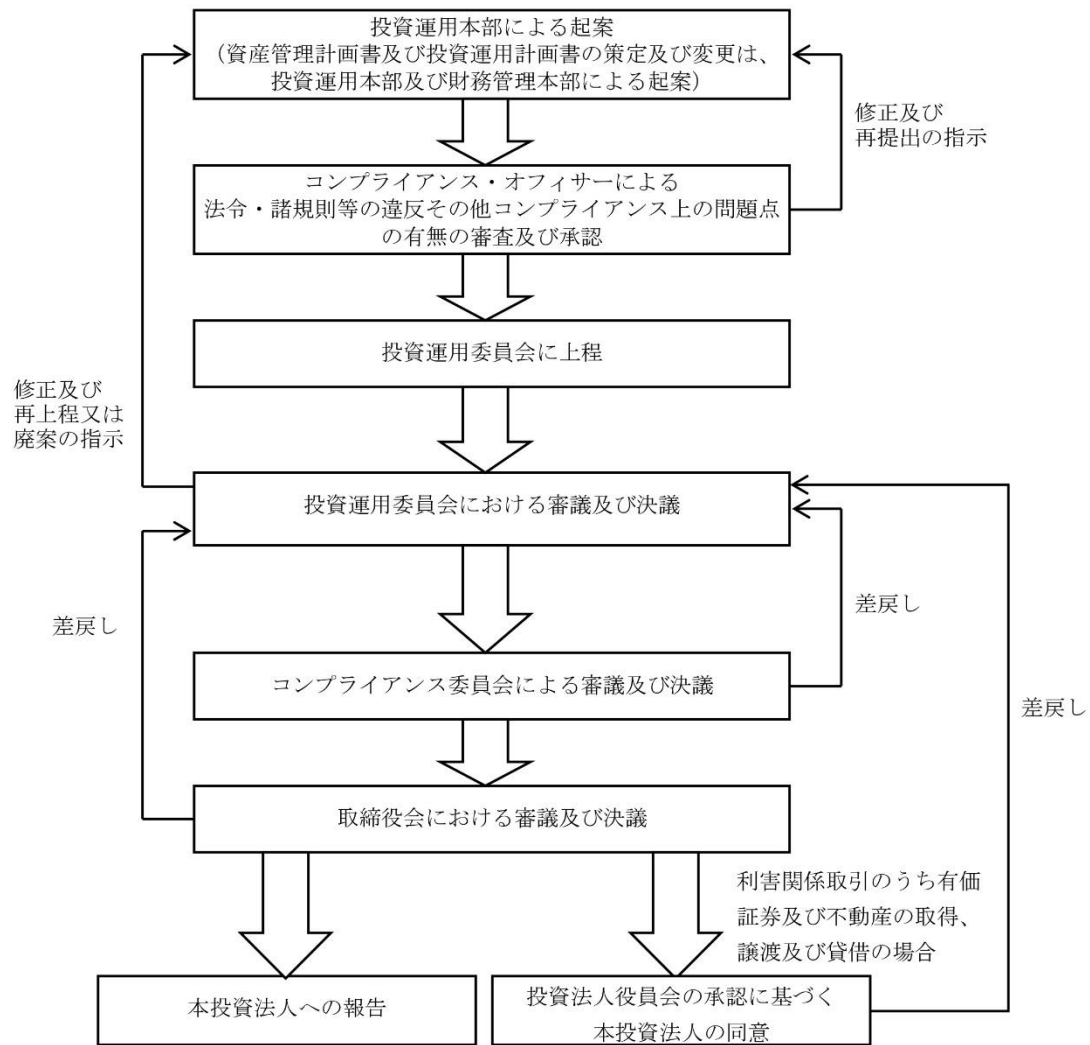 投資運用本部による起案
(資産管理計画書及び投資運用計画書の策定及び変更は、
投資運用本部及び財務管理本部による起案)
修正及び
再提出の指示
コンプライアンス・オフィサーによる
法令・諸規則等の違反その他コンプライアンス上の問題点
の有無の審査及び承認
投資運用委員会に上程
修正及び
再上程又は
廃案の指示
投資運用委員会における審議及び決議
差戻し
差戻し
コンプライアンス委員会による審議及び決議
差戻し
取締役会における審議及び決議
利害関係取引のうち有価
証券及び不動産の取得、
譲渡及び貸借の場合
本投資法人への報告
投資法人役員会の承認に基づく
本投資法人の同意